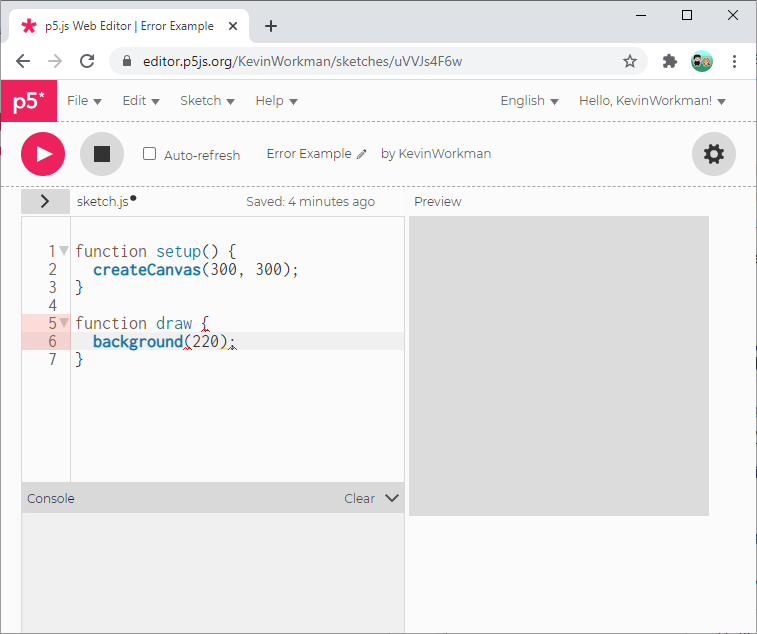 p5.js Web Editor | Error Example
editor.p5js.org/KevinWorkman/sketches/uVVJs4F6w
p5* File Edit Sketch Help English Hello, KevinWorkman!
Auto-refresh Error Example by KevinWorkman
sketch.js Saved: 4 minutes ago Preview
1 function setup() {
2 createCanvas(300, 300);
3 }
4
5 function draw {
6 background(220);
7 }
Console Clear